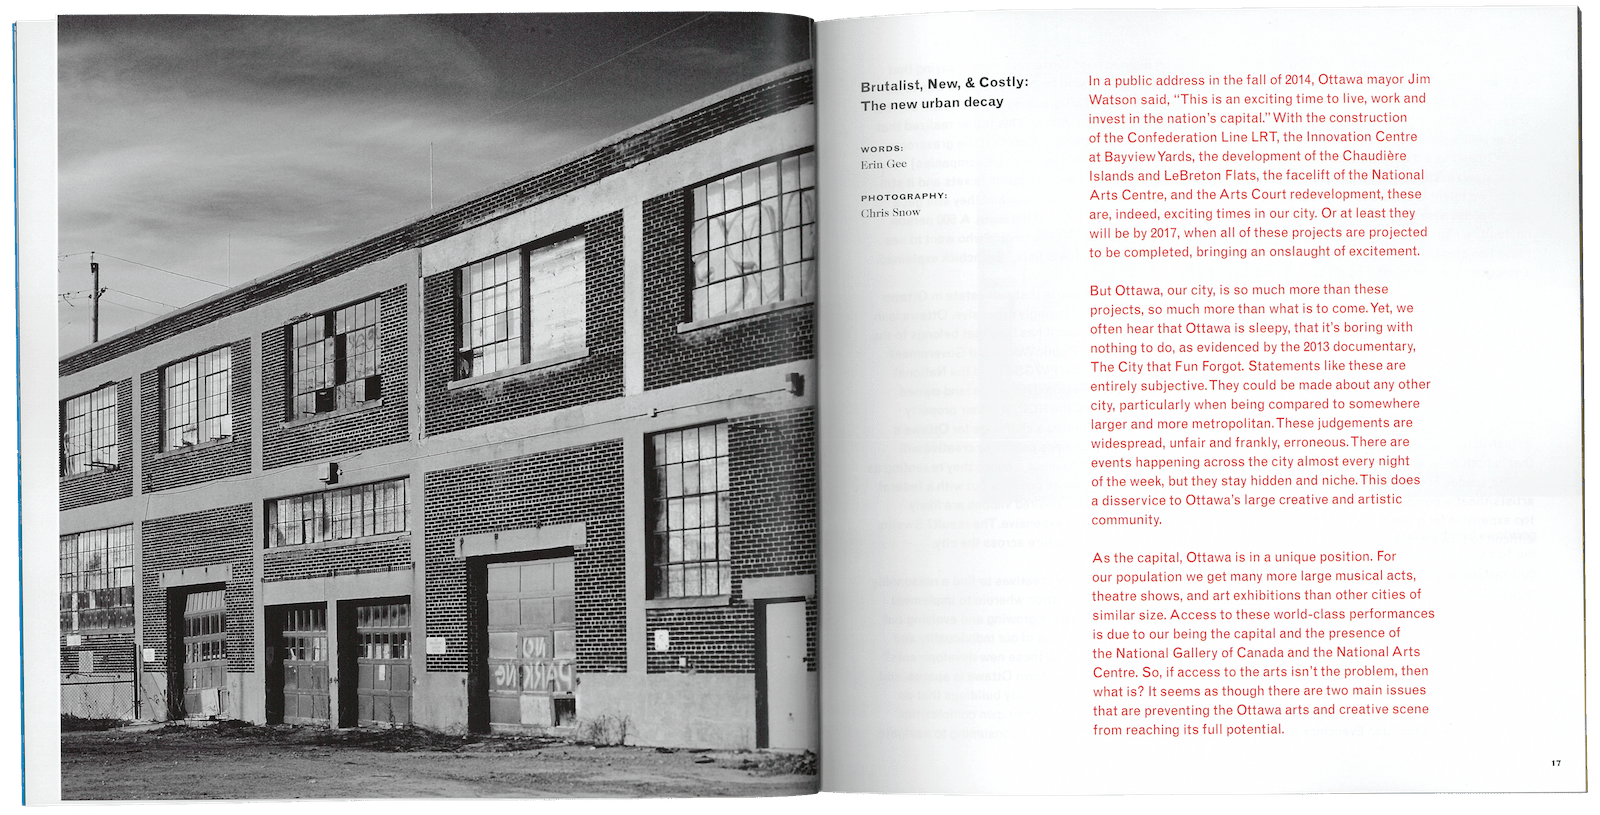 NO
PARKING
Brutalist, New, & Costly:
The new urban decay
WORDS:
Erin Gee
PHOTOGRAPHY:
Chris Snow
In a public address in the fall of 2014, Ottawa mayor Jim
Watson said, “This is an exciting time to live, work and
invest in the nation’s capital.” With the construction
of the Confederation Line LRT, the Innovation Centre
at Bayview Yards, the development of the Chaudière
Islands and LeBreton Flats, the facelift of the National
Arts Centre, and the Arts Court redevelopment, these
are, indeed, exciting times in our city. Or at least they
will be by 2017, when all of these projects are projected
to be completed, bringing an onslaught of excitement.
But Ottawa, our city, is so much more than these
projects, so much more than what is to come. Yet, we
often hear that Ottawa is sleepy, that it’s boring with
nothing to do, as evidenced by the 2013 documentary,
The City that Fun Forgot. Statements like these are
entirely subjective. They could be made about any other
city, particularly when being compared to somewhere
larger and more metropolitan. These judgements are
widespread, unfair and frankly, erroneous. There are
events happening across the city almost every night
of the week, but they stay hidden and niche. This does
a disservice to Ottawa’s large creative and artistic
community.
As the capital, Ottawa is in a unique position. For
our population we get many more large musical acts,
theatre shows, and art exhibitions than other cities of
similar size. Access to these world-class performances
is due to our being the capital and the presence of
the National Gallery of Canada and the National Arts
Centre. So, if access to the arts isn’t the problem, then
what is? It seems as though there are two main issues
that are preventing the Ottawa arts and creative scene
from reaching its full potential.
17